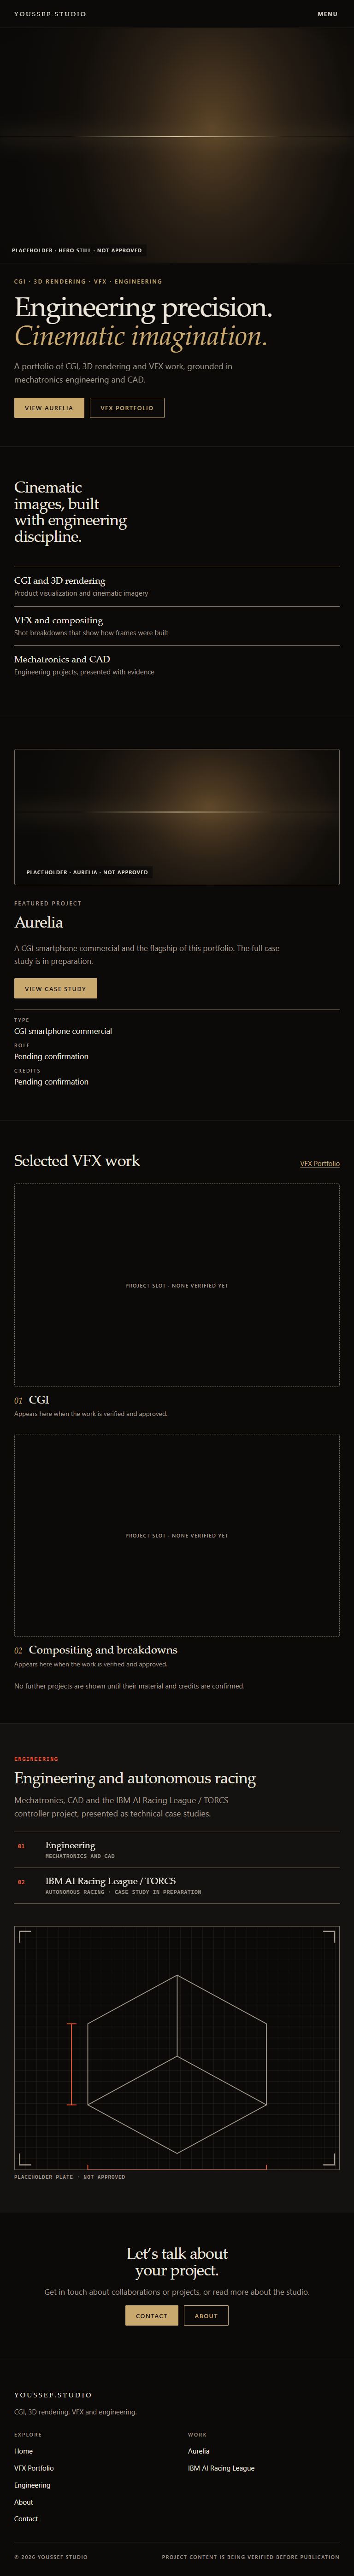 YOUSSEF.STUDIO
MENU
PLACEHOLDER - HERO STILL - NOT APPROVED
CGI · 3D RENDERING · VFX · ENGINEERING
Engineering precision.
Cinematic imagination.
A portfolio of CGI, 3D rendering and VFX work, grounded in
mechatronics engineering and CAD.
VIEW AURELIA
VFX PORTFOLIO
Cinematic
images, built
with engineering
discipline.
CGI and 3D rendering
Product visualization and cinematic imagery
VFX and compositing
Shot breakdowns that show how frames were built
Mechatronics and CAD
Engineering projects, presented with evidence
PLACEHOLDER - AURELIA - NOT APPROVED
FEATURED PROJECT
Aurelia
A CGI smartphone commercial and the flagship of this portfolio. The full case
study is in preparation.
VIEW CASE STUDY
TYPE
CGI smartphone commercial
ROLE
Pending confirmation
CREDITS
Pending confirmation
Selected VFX work
VFX Portfolio
PROJECT SLOT - NONE VERIFIED YET
01 CGI
Appears here when the work is verified and approved.
PROJECT SLOT - NONE VERIFIED YET
02 Compositing and breakdowns
Appears here when the work is verified and approved.
No further projects are shown until their material and credits are confirmed.
ENGINEERING
Engineering and autonomous racing
Mechatronics, CAD and the IBM AI Racing League / TORCS
controller project, presented as technical case studies.
01 Engineering
MECHATRONICS AND CAD
02 IBM AI Racing League / TORCS
AUTONOMOUS RACING · CASE STUDY IN PREPARATION
PLACEHOLDER PLATE · NOT APPROVED
Let’s talk about
your project.
Get in touch about collaborations or projects, or read more about the studio.
CONTACT
ABOUT
YOUSSEF.STUDIO
CGI, 3D rendering, VFX and engineering.
EXPLORE
Home
VFX Portfolio
Engineering
About
Contact
WORK
Aurelia
IBM AI Racing League
© 2026 YOUSSEF STUDIO
PROJECT CONTENT IS BEING VERIFIED BEFORE PUBLICATION